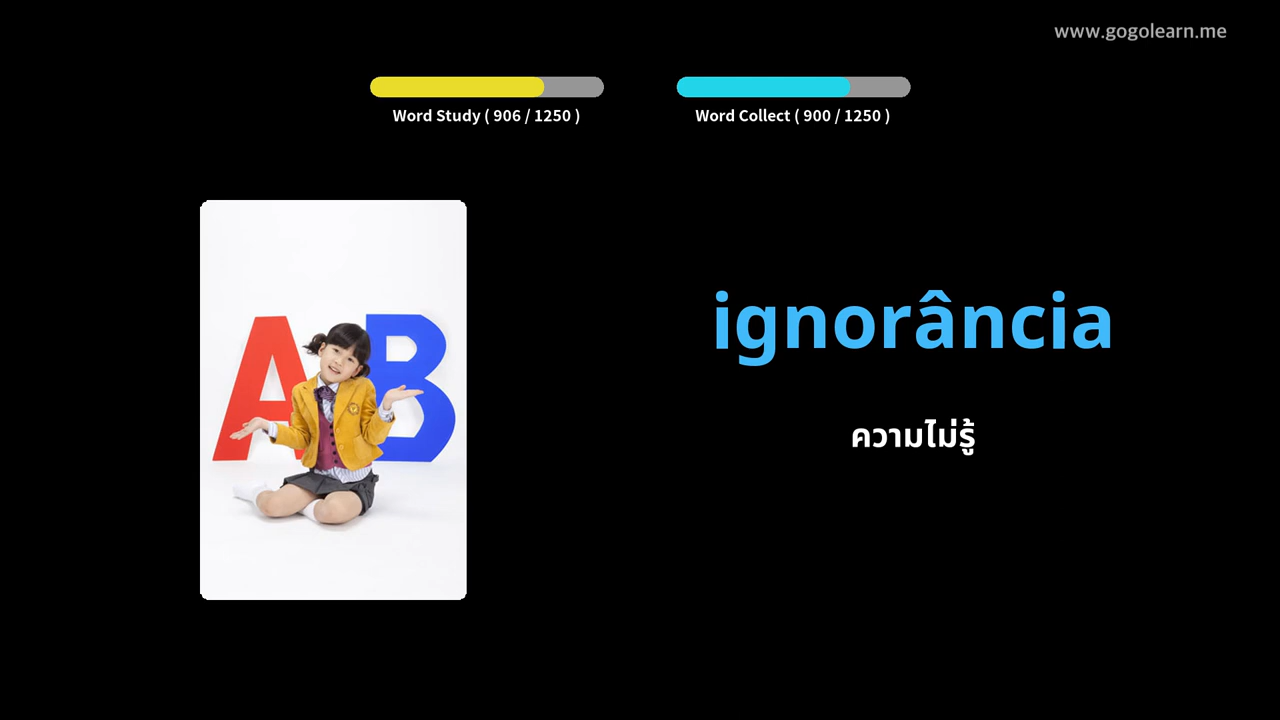 www.gogolearn.me
Word Study ( 906 / 1250 )
Word Collect ( 900 / 1250 )
AB
ignorância
ความไม่รู้